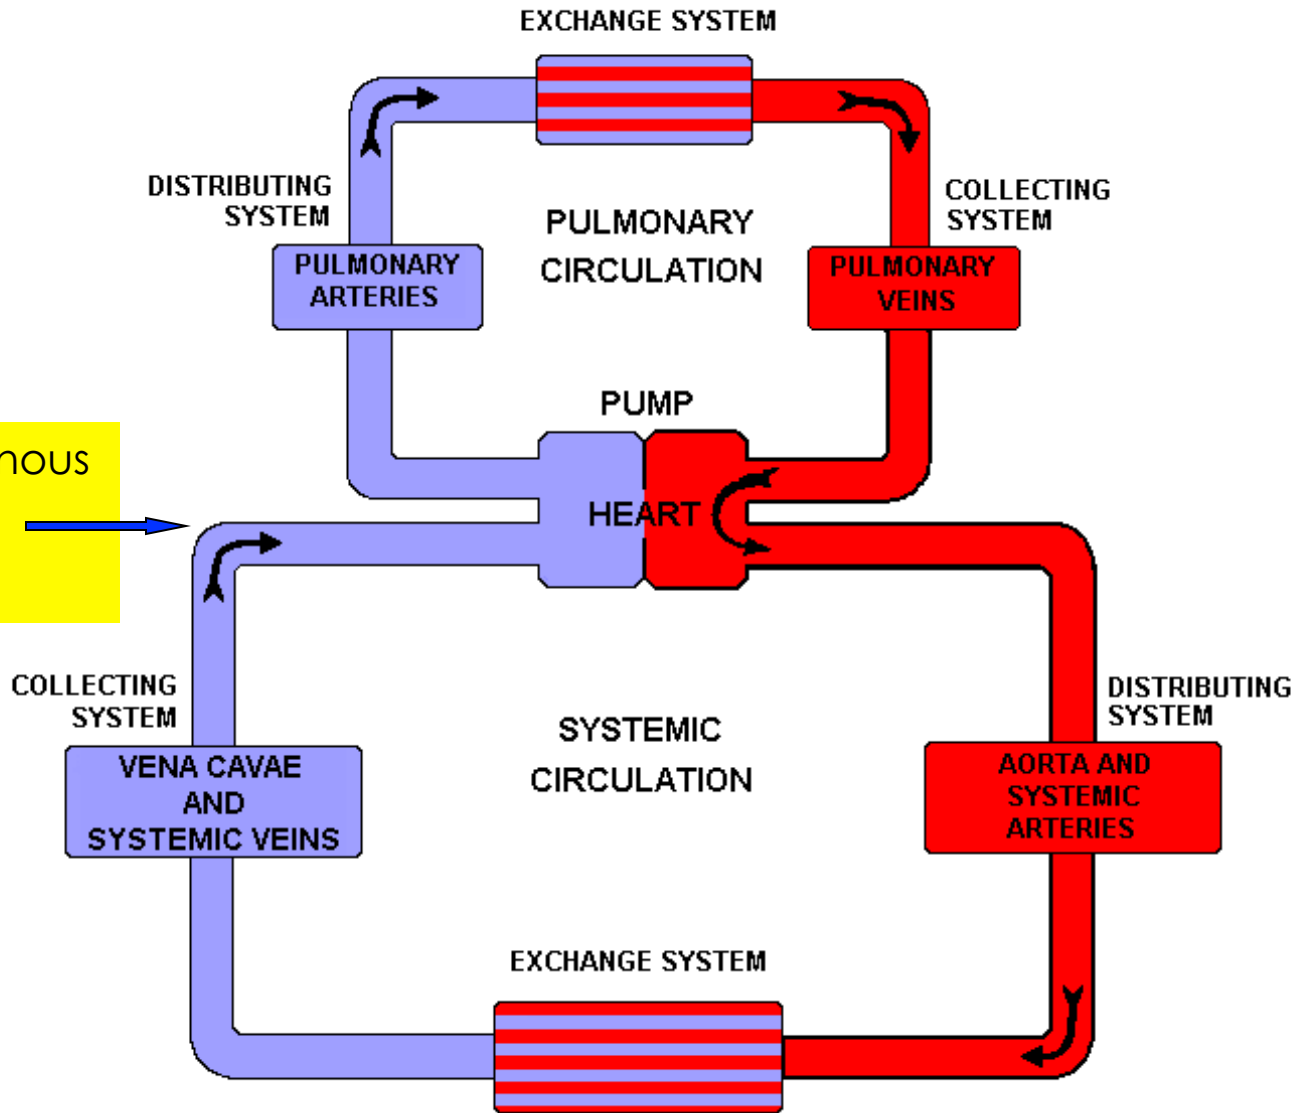 EXCHANGE SYSTEM
DISTRIBUTING
SYSTEM
PULMONARY
CIRCULATION
COLLECTING
SYSTEM
PULMONARY
ARTERIES
PULMONARY
VEINS
PUMP
HEART
COLLECTING
SYSTEM
VENA CAVAE
AND
SYSTEMIC VEINS
SYSTEMIC
CIRCULATION
DISTRIBUTING
SYSTEM
AORTA AND
SYSTEMIC
ARTERIES
EXCHANGE SYSTEM